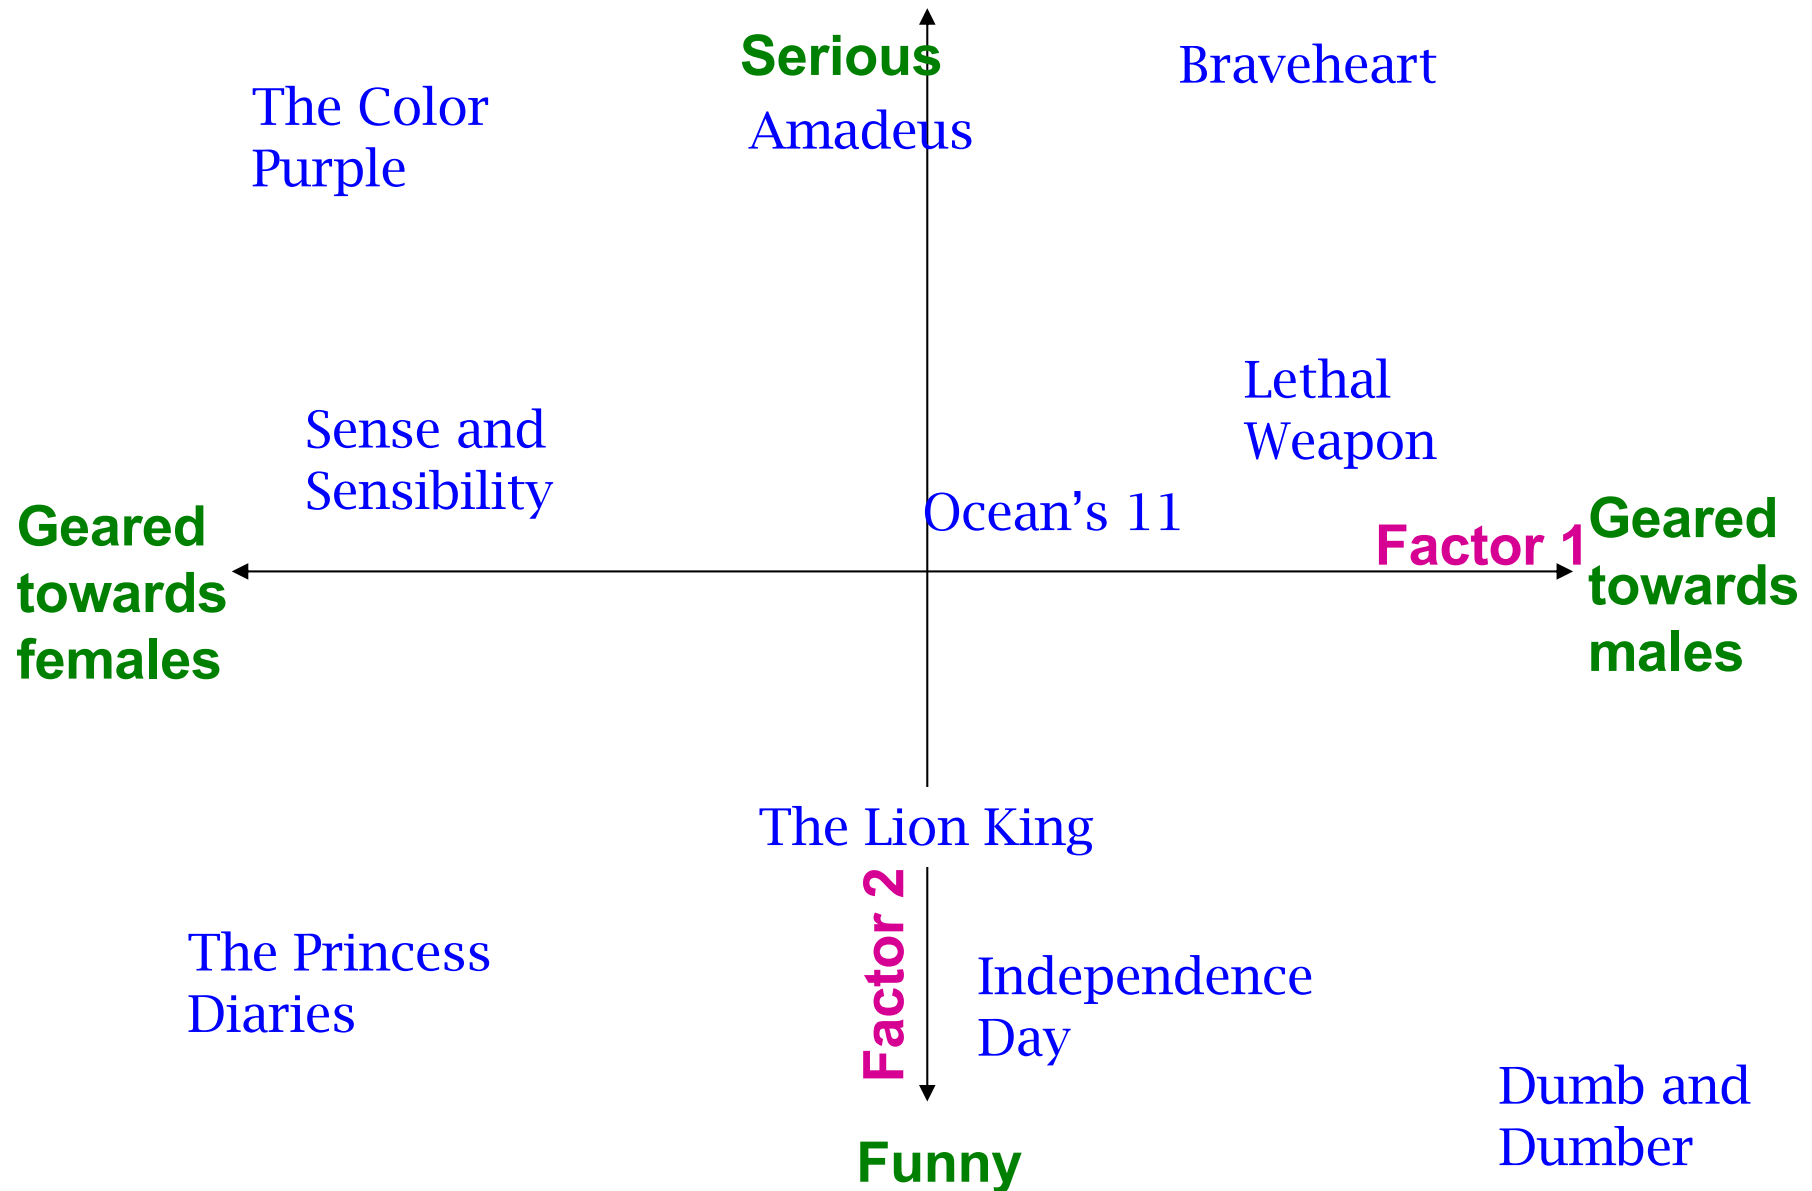 Serious
Braveheart
The Color
Purple
Amadeus
Lethal
Weapon
Sense and
Sensibility
Ocean’s 11
Geared
towards
females
Factor 1
Geared
towards
males
The Lion King
Factor 2
The Princess
Diaries
Independence
Day
Dumb and
Dumber
Funny